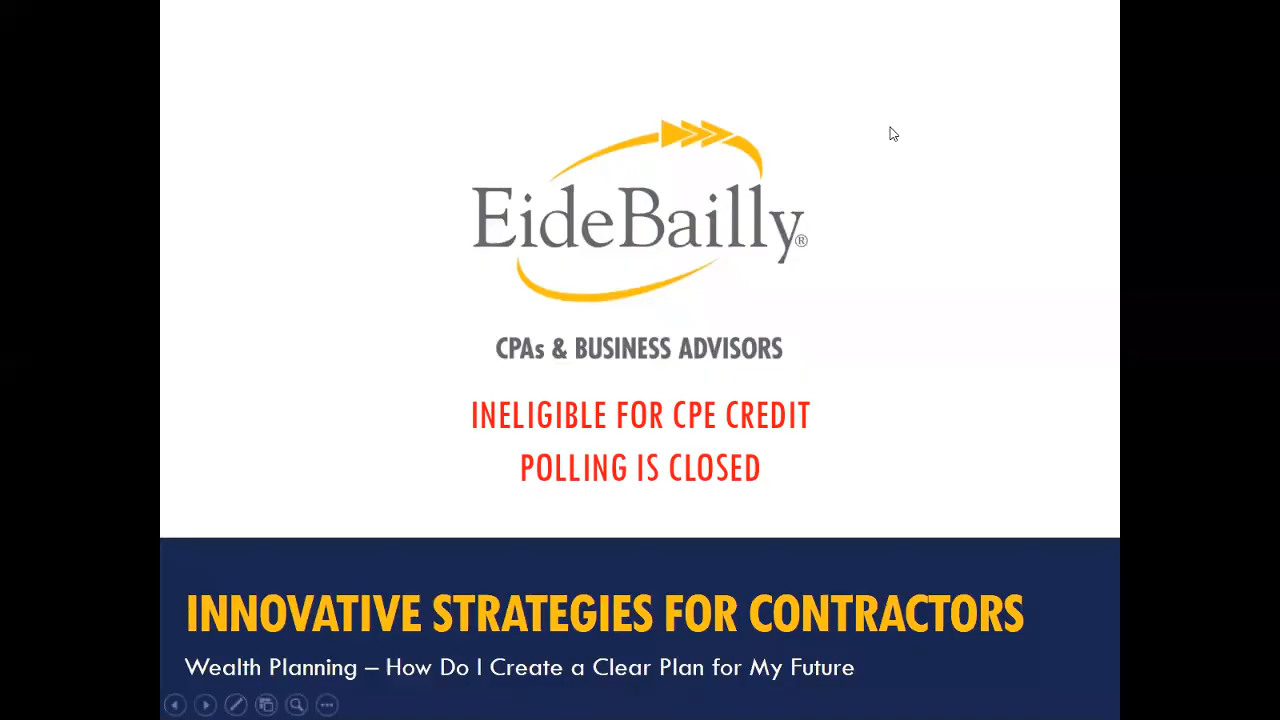 EideBailly®
CPAs & BUSINESS ADVISORS
INELIGIBLE FOR CPE CREDIT
POLLING IS CLOSED
INNOVATIVE STRATEGIES FOR CONTRACTORS
Wealth Planning – How Do I Create a Clear Plan for My Future